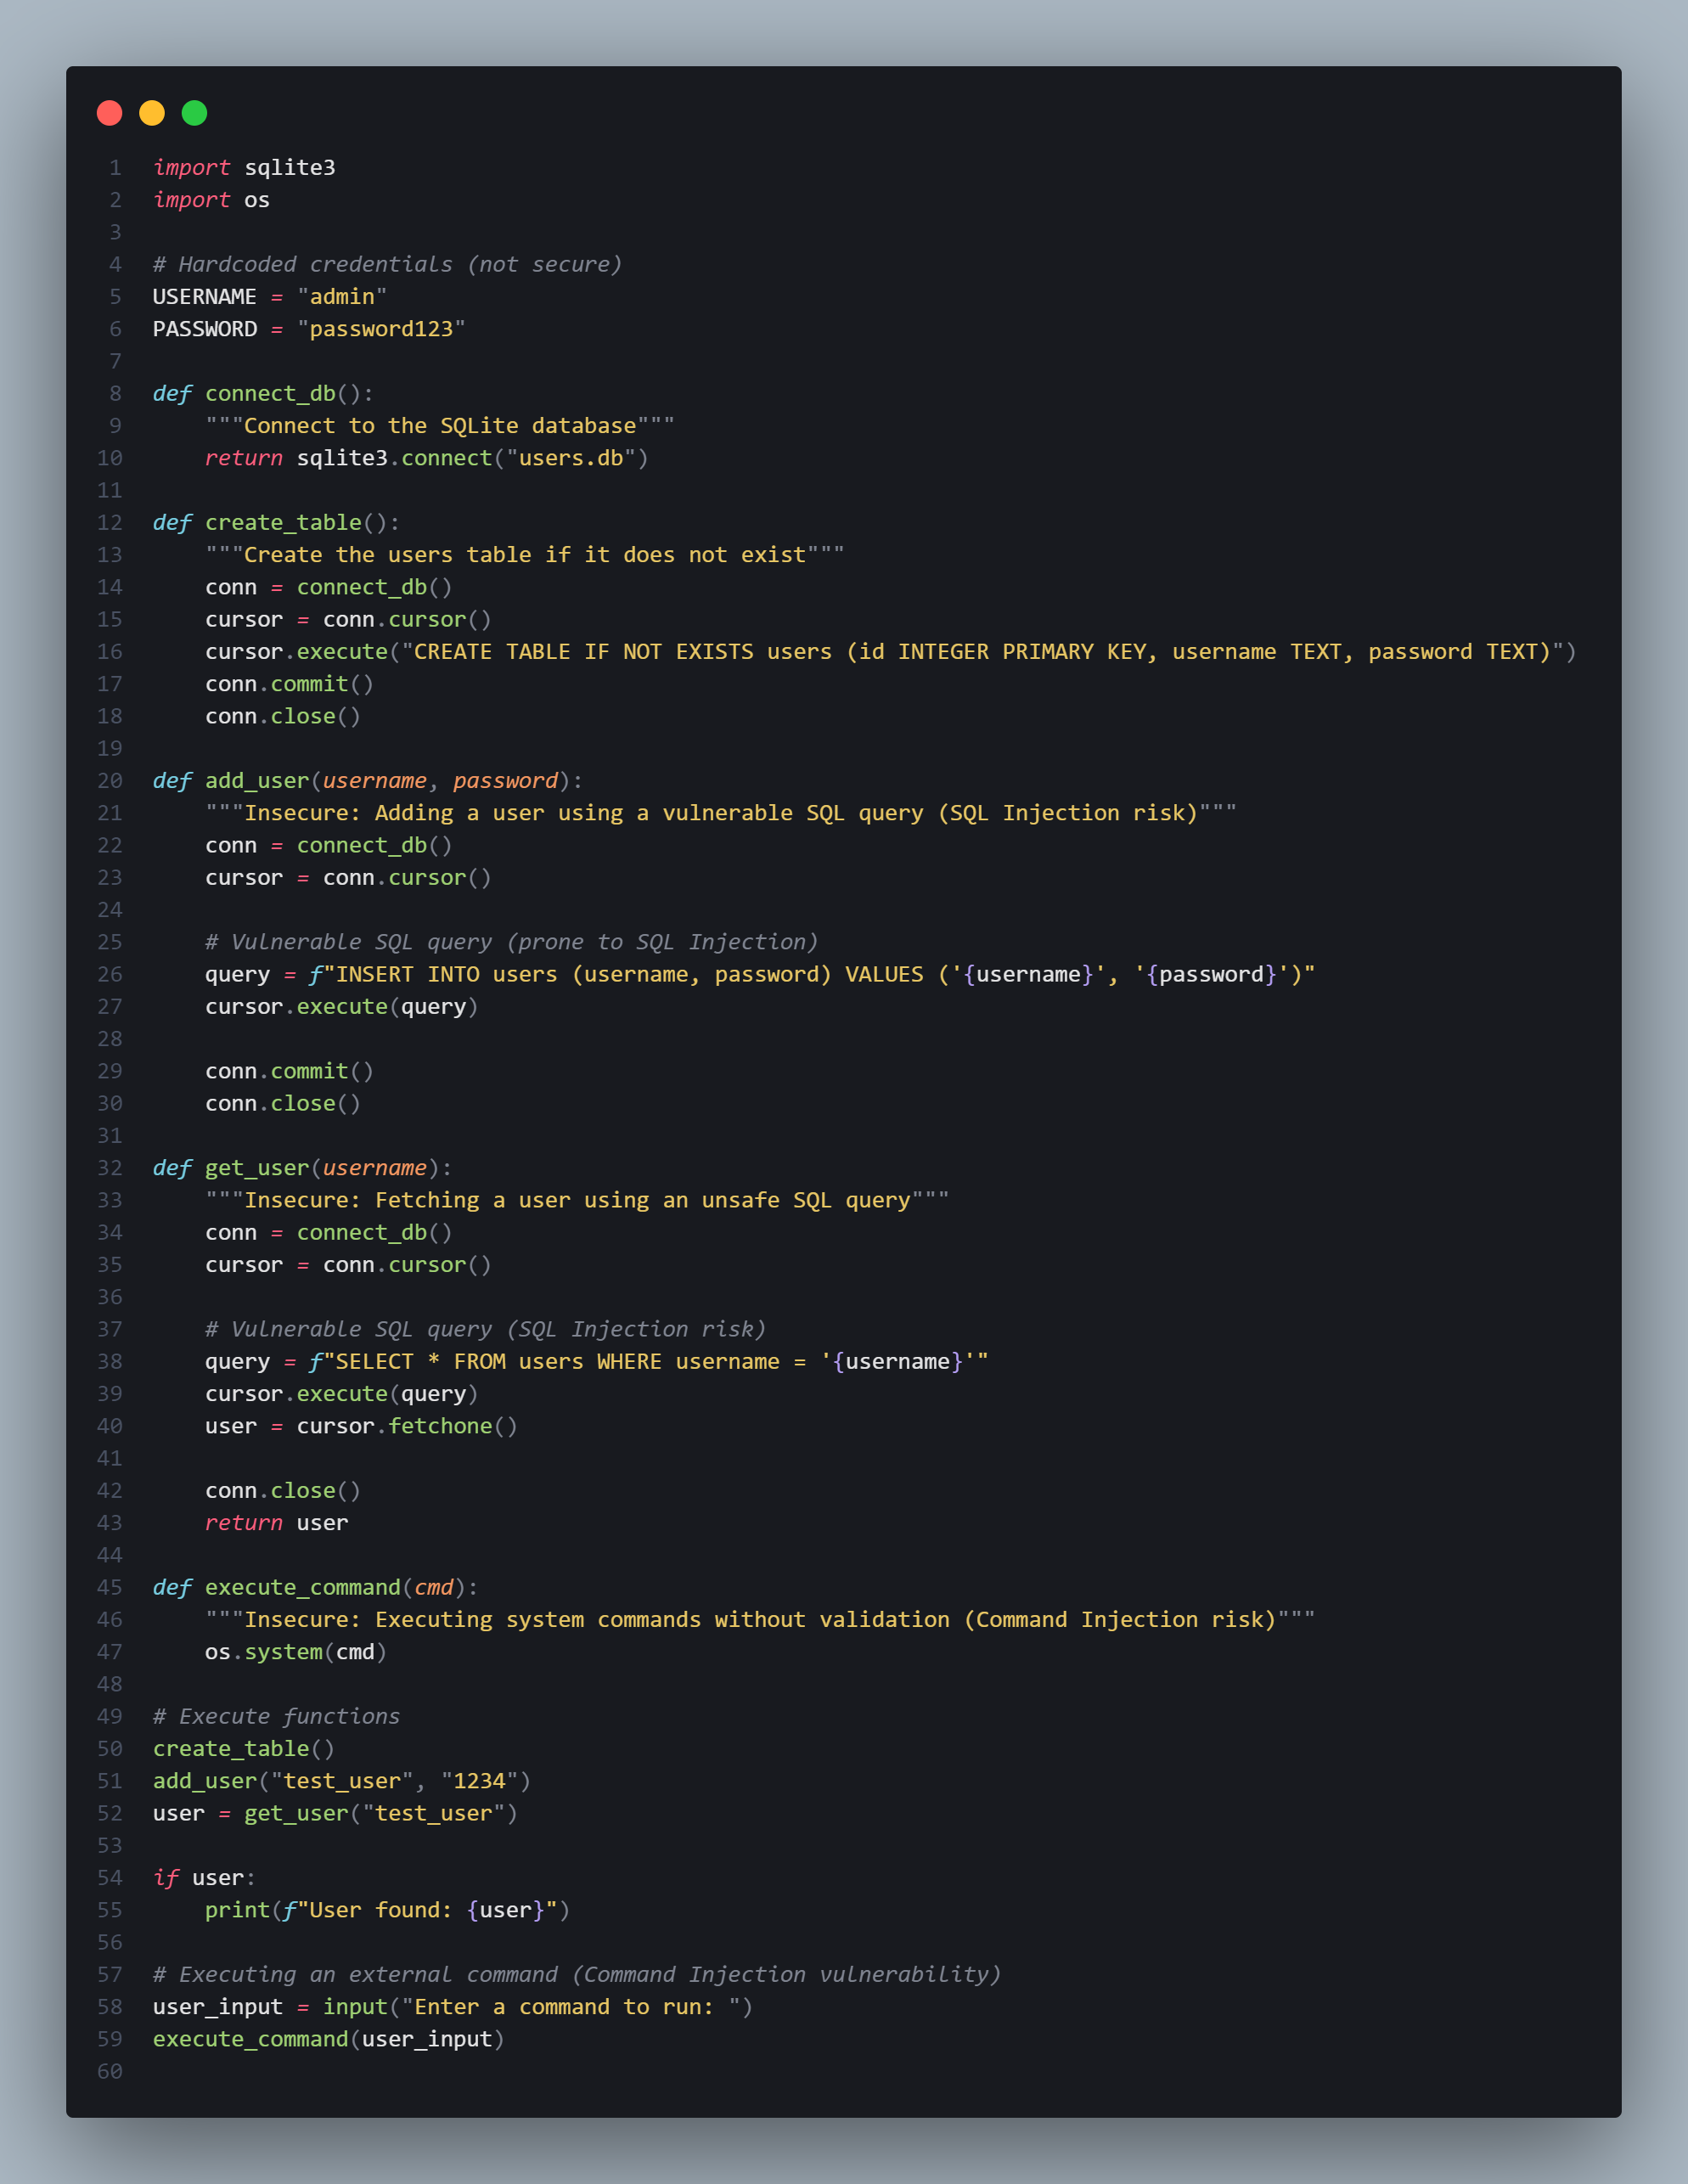 1 import sqlite3
2 import os
3
4 # Hardcoded credentials (not secure)
5 USERNAME = "admin"
6 PASSWORD = "password123"
7
8 def connect_db():
9     """Connect to the SQLite database"""
10     return sqlite3.connect("users.db")
11
12 def create_table():
13     """Create the users table if it does not exist"""
14     conn = connect_db()
15     cursor = conn.cursor()
16     cursor.execute("CREATE TABLE IF NOT EXISTS users (id INTEGER PRIMARY KEY, username TEXT, password TEXT)")
17     conn.commit()
18     conn.close()
19
20 def add_user(username, password):
21     """Insecure: Adding a user using a vulnerable SQL query (SQL Injection risk)"""
22     conn = connect_db()
23     cursor = conn.cursor()
24
25     # Vulnerable SQL query (prone to SQL Injection)
26     query = f"INSERT INTO users (username, password) VALUES ('{username}', '{password}')"
27     cursor.execute(query)
28
29     conn.commit()
30     conn.close()
31
32 def get_user(username):
33     """Insecure: Fetching a user using an unsafe SQL query"""
34     conn = connect_db()
35     cursor = conn.cursor()
36
37     # Vulnerable SQL query (SQL Injection risk)
38     query = f"SELECT * FROM users WHERE username = '{username}'"
39     cursor.execute(query)
40     user = cursor.fetchone()
41
42     conn.close()
43     return user
44
45 def execute_command(cmd):
46     """Insecure: Executing system commands without validation (Command Injection risk)"""
47     os.system(cmd)
48
49 # Execute functions
50 create_table()
51 add_user("test_user", "1234")
52 user = get_user("test_user")
53
54 if user:
55     print(f"User found: {user}")
56
57 # Executing an external command (Command Injection vulnerability)
58 user_input = input("Enter a command to run: ")
59 execute_command(user_input)
60